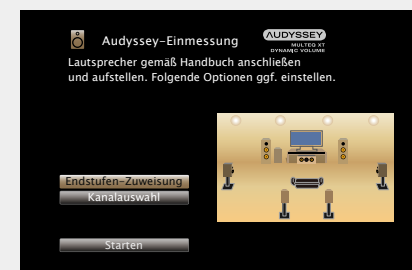 Audyssey-Einmessung
AUDYSSEY
MULTEQ XT
DYNAMIC VOLUME
Lautsprecher gemäß Handbuch anschließen
und aufstellen. Folgende Optionen ggf. einstellen.
Endstufen-Zuweisung
Kanalauswahl
Starten